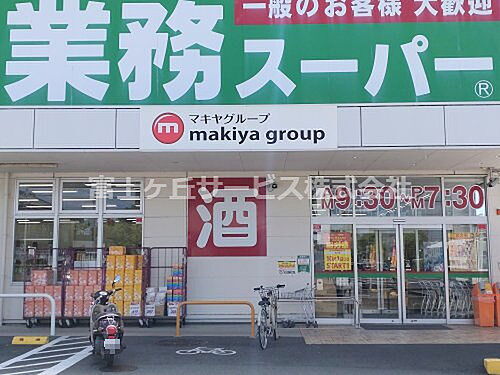 一般のお客様 大歓迎
業務スーパー®
マキヤグループ
m makiya group
富士ケ丘サービス株式会社
酒
AM9:30~PM7:30
START!